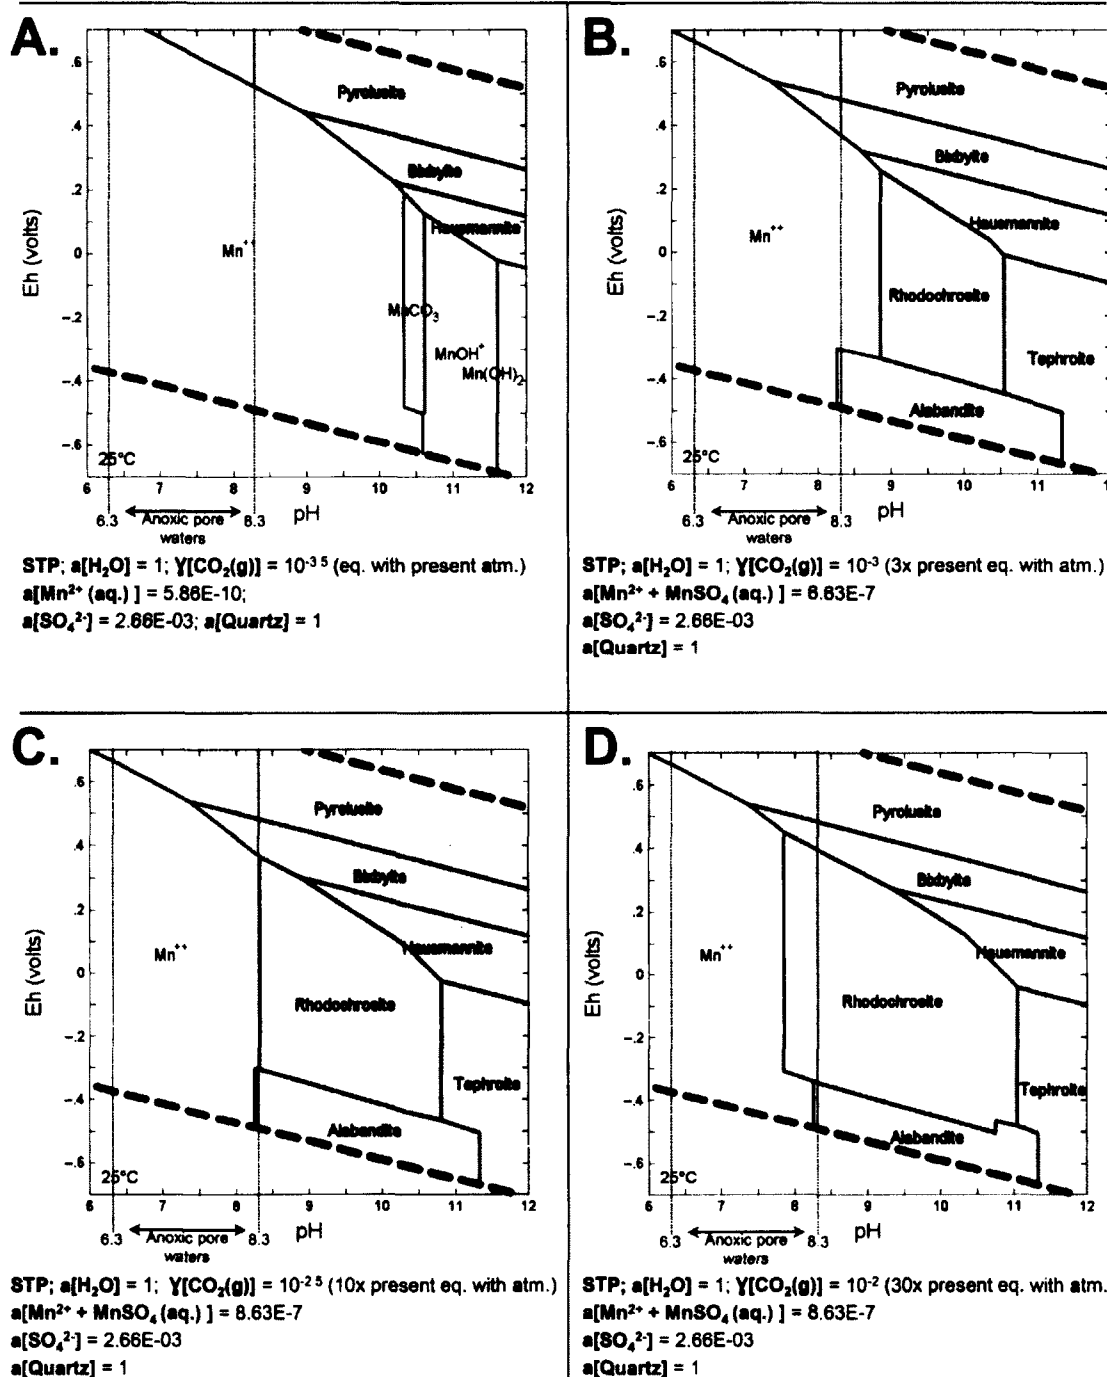 A.
.6
.4
.2
0
-.2
-.4
-.6
Eh (volts)
Pyrolusite
Bixbyite
Hausmannite
Mn++
MnCO3
MnOH+
Mn(OH)2
25°C
6 7 8 9 10 11 12
6.3 Anoxic pore waters 8.3 pH
STP; a[H2O] = 1; γ[CO2(g)] = 10-3.5 (eq. with present atm.)
a[Mn2+ (aq.) ] = 5.86E-10;
a[SO42-] = 2.66E-03; a[Quartz] = 1
B.
.6
.4
.2
0
-.2
-.4
-.6
Eh (volts)
Pyrolusite
Bixbyite
Hausmannite
Mn++
Rhodochrosite
Tephroite
Alabandite
25°C
6 7 8 9 10 11
6.3 Anoxic pore waters 8.3 pH
STP; a[H2O] = 1; γ[CO2(g)] = 10-3 (3x present eq. with atm.)
a[Mn2+ + MnSO4 (aq.) ] = 8.63E-7
a[SO42-] = 2.66E-03
a[Quartz] = 1
C.
.6
.4
.2
0
-.2
-.4
-.6
Eh (volts)
Pyrolusite
Bixbyite
Hausmannite
Mn++
Rhodochrosite
Tephroite
Alabandite
25°C
6 7 8 9 10 11 12
6.3 Anoxic pore waters 8.3 pH
STP; a[H2O] = 1; γ[CO2(g)] = 10-2.5 (10x present eq. with atm.)
a[Mn2+ + MnSO4 (aq.) ] = 8.63E-7
a[SO42-] = 2.66E-03
a[Quartz] = 1
D.
.6
.4
.2
0
-.2
-.4
-.6
Eh (volts)
Pyrolusite
Bixbyite
Hausmannite
Mn++
Rhodochrosite
Tephroite
Alabandite
25°C
6 7 8 9 10 11 12
6.3 Anoxic pore waters 8.3 pH
STP; a[H2O] = 1; γ[CO2(g)] = 10-2 (30x present eq. with atm.
a[Mn2+ + MnSO4 (aq.) ] = 8.63E-7
a[SO42-] = 2.66E-03
a[Quartz] = 1